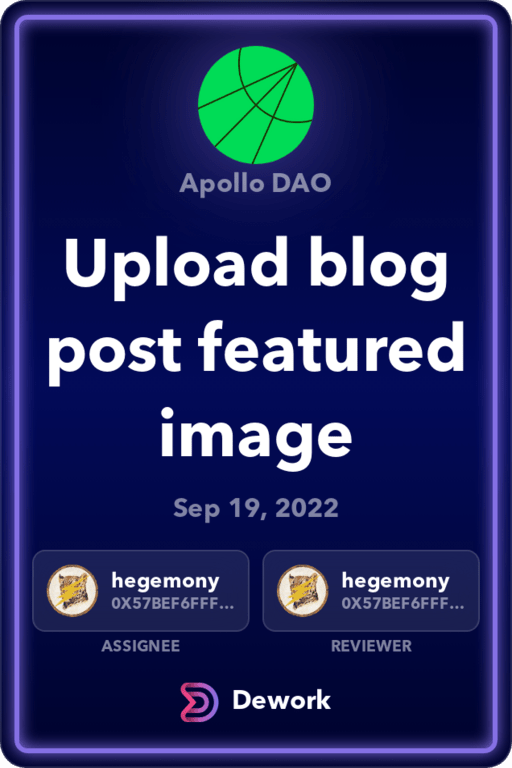 Apollo DAO
Upload blog
post featured
image
Sep 19, 2022
hegemony
0X57BEF6FFF...
ASSIGNEE
hegemony
0X57BEF6FFF...
REVIEWER
Dework